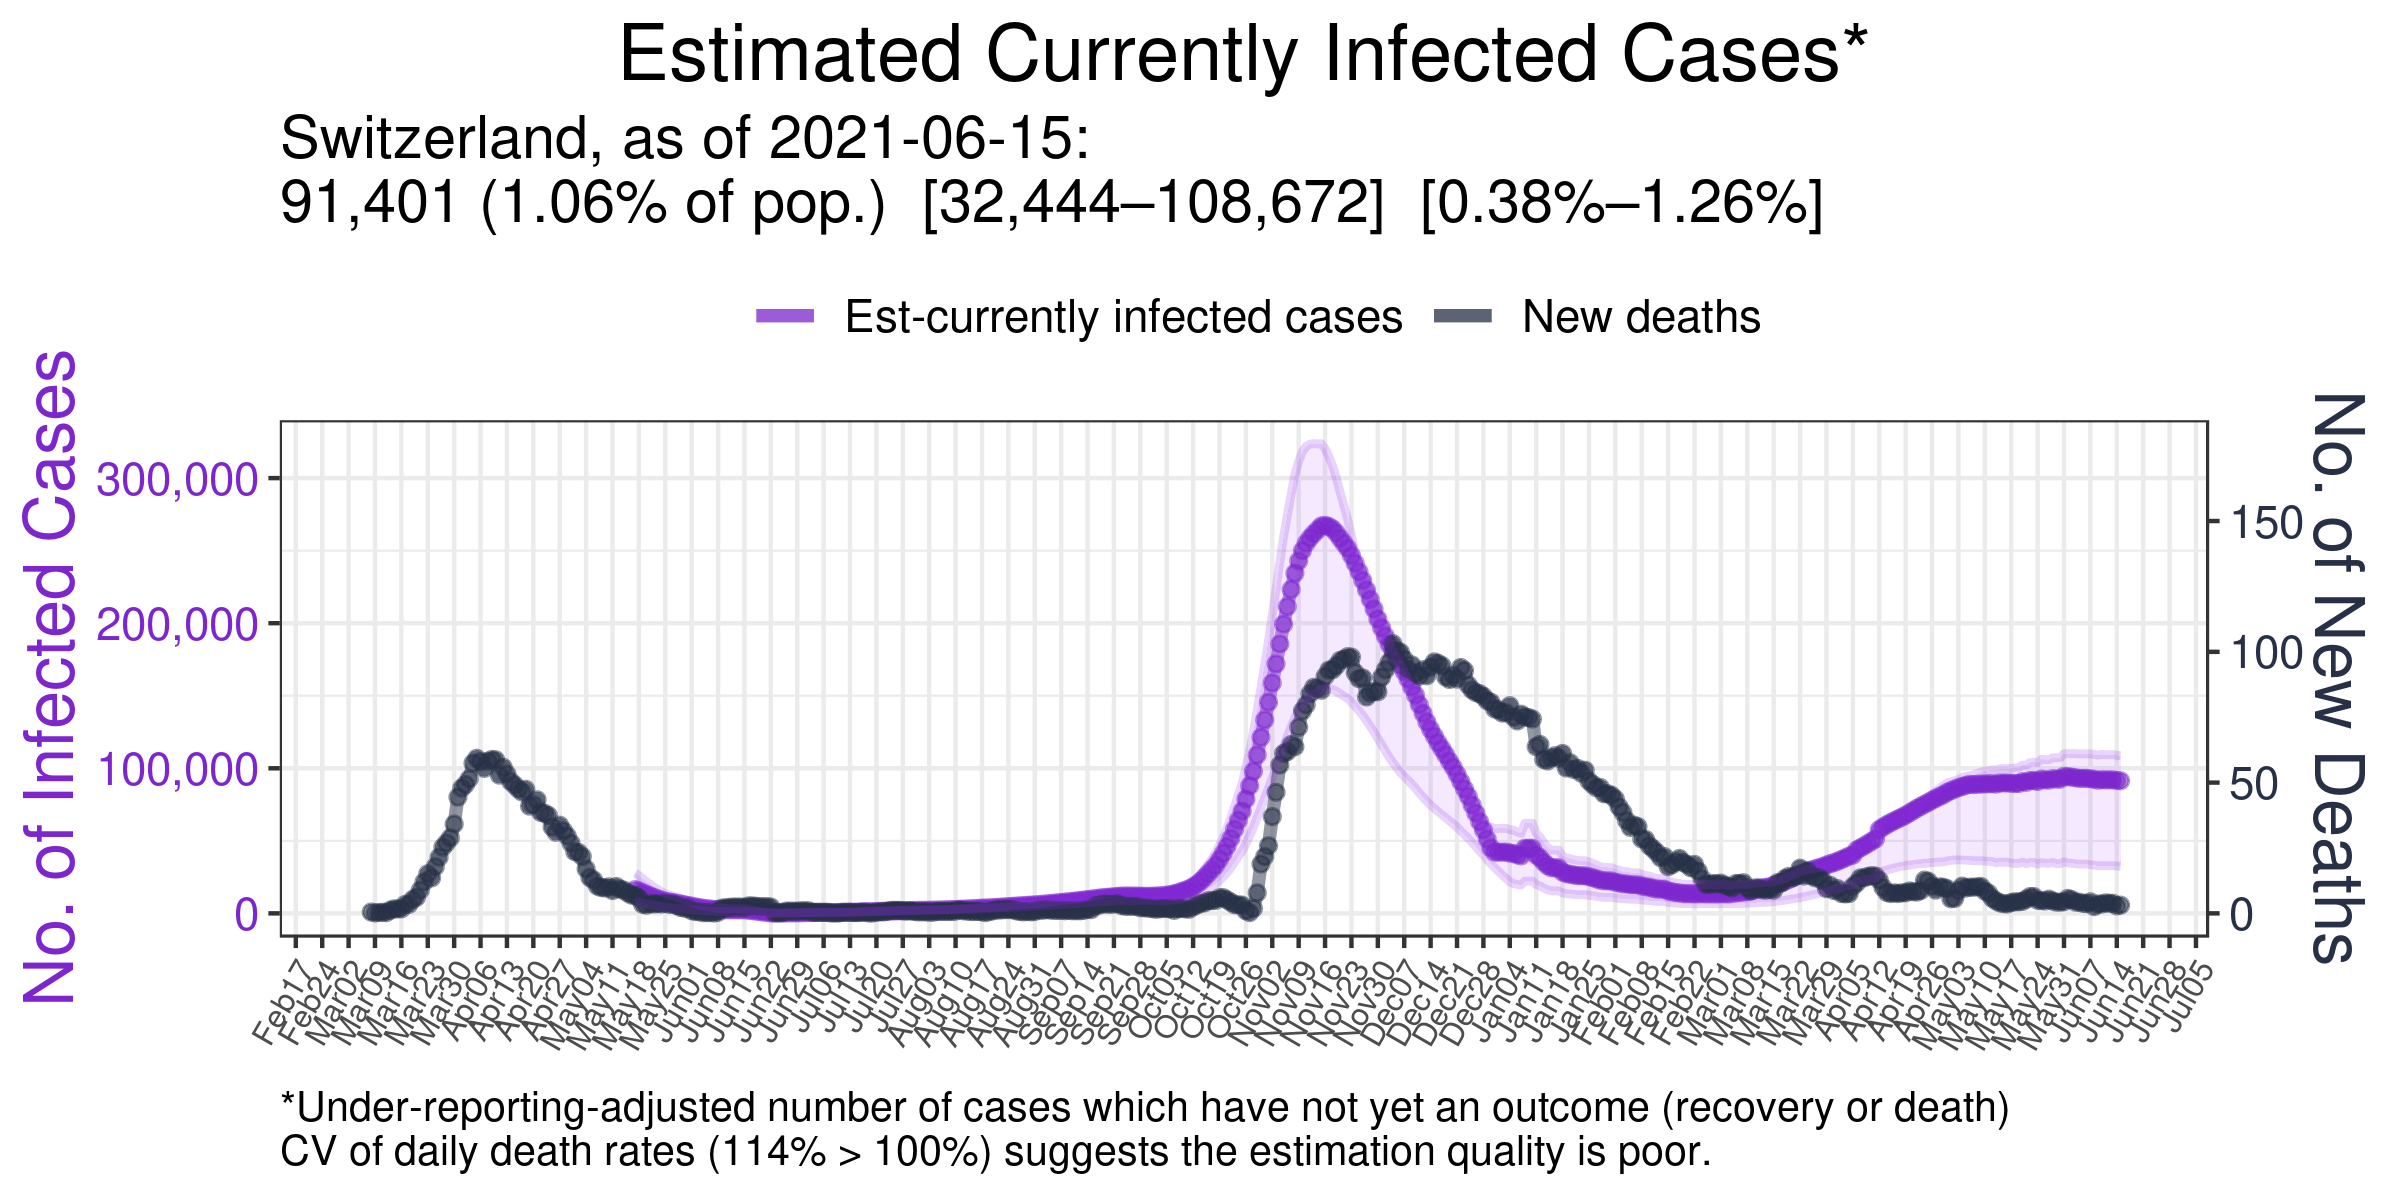 Estimated Currently Infected Cases*
Switzerland, as of 2021-06-15:
91,401 (1.06% of pop.)  [32,444–108,672]  [0.38%–1.26%]
Est-currently infected cases
New deaths
No. of Infected Cases
300,000
200,000
100,000
0
No. of New Deaths
150
100
50
0
Feb17
Feb24
Mar02
Mar09
Mar16
Mar23
Mar30
Apr06
Apr13
Apr20
Apr27
May04
May11
May18
May25
Jun01
Jun08
Jun15
Jun22
Jun29
Jul06
Jul13
Jul20
Jul27
Aug03
Aug10
Aug17
Aug24
Aug31
Sep07
Sep14
Sep21
Sep28
Oct05
Oct12
Oct19
Oct26
Nov02
Nov09
Nov16
Nov23
Nov30
Dec07
Dec14
Dec21
Dec28
Jan04
Jan11
Jan18
Jan25
Feb01
Feb08
Feb15
Feb22
Mar01
Mar08
Mar15
Mar22
Mar29
Apr05
Apr12
Apr19
Apr26
May03
May10
May17
May24
May31
Jun07
Jun14
Jun21
Jun28
Jul05
*Under-reporting-adjusted number of cases which have not yet an outcome (recovery or death)
CV of daily death rates (114% > 100%) suggests the estimation quality is poor.